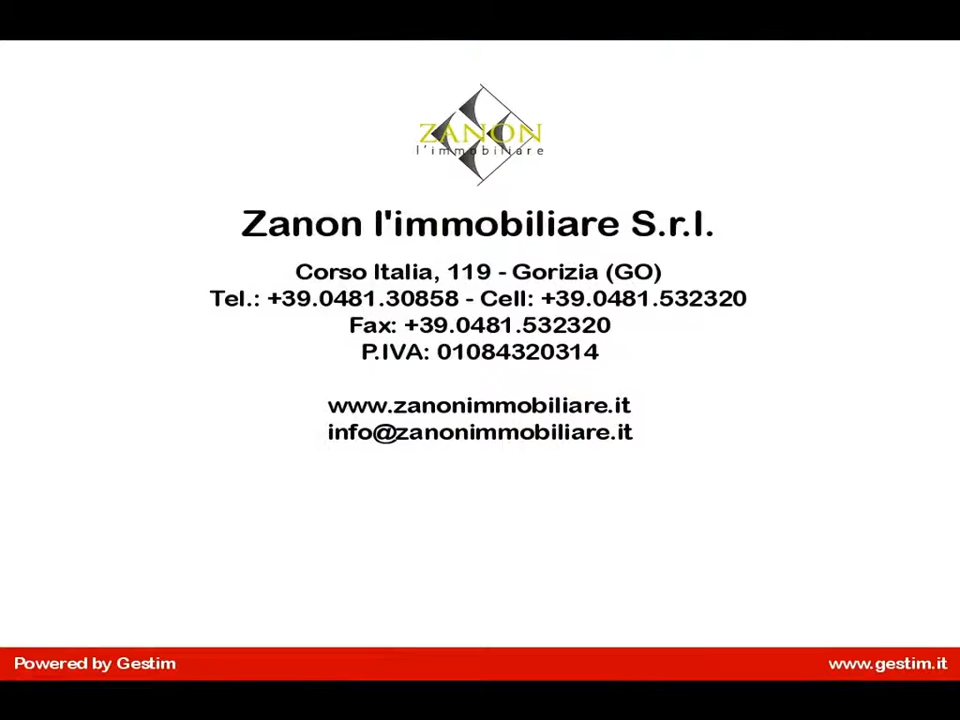 ZANON
l'immobiliare
Zanon l'immobiliare S.r.l.
Corso Italia, 119 - Gorizia (GO)
Tel.: +39.0481.30858 - Cell: +39.0481.532320
Fax: +39.0481.532320
P.IVA: 01084320314
www.zanonimmobiliare.it
info@zanonimmobiliare.it
Powered by Gestim
www.gestim.it